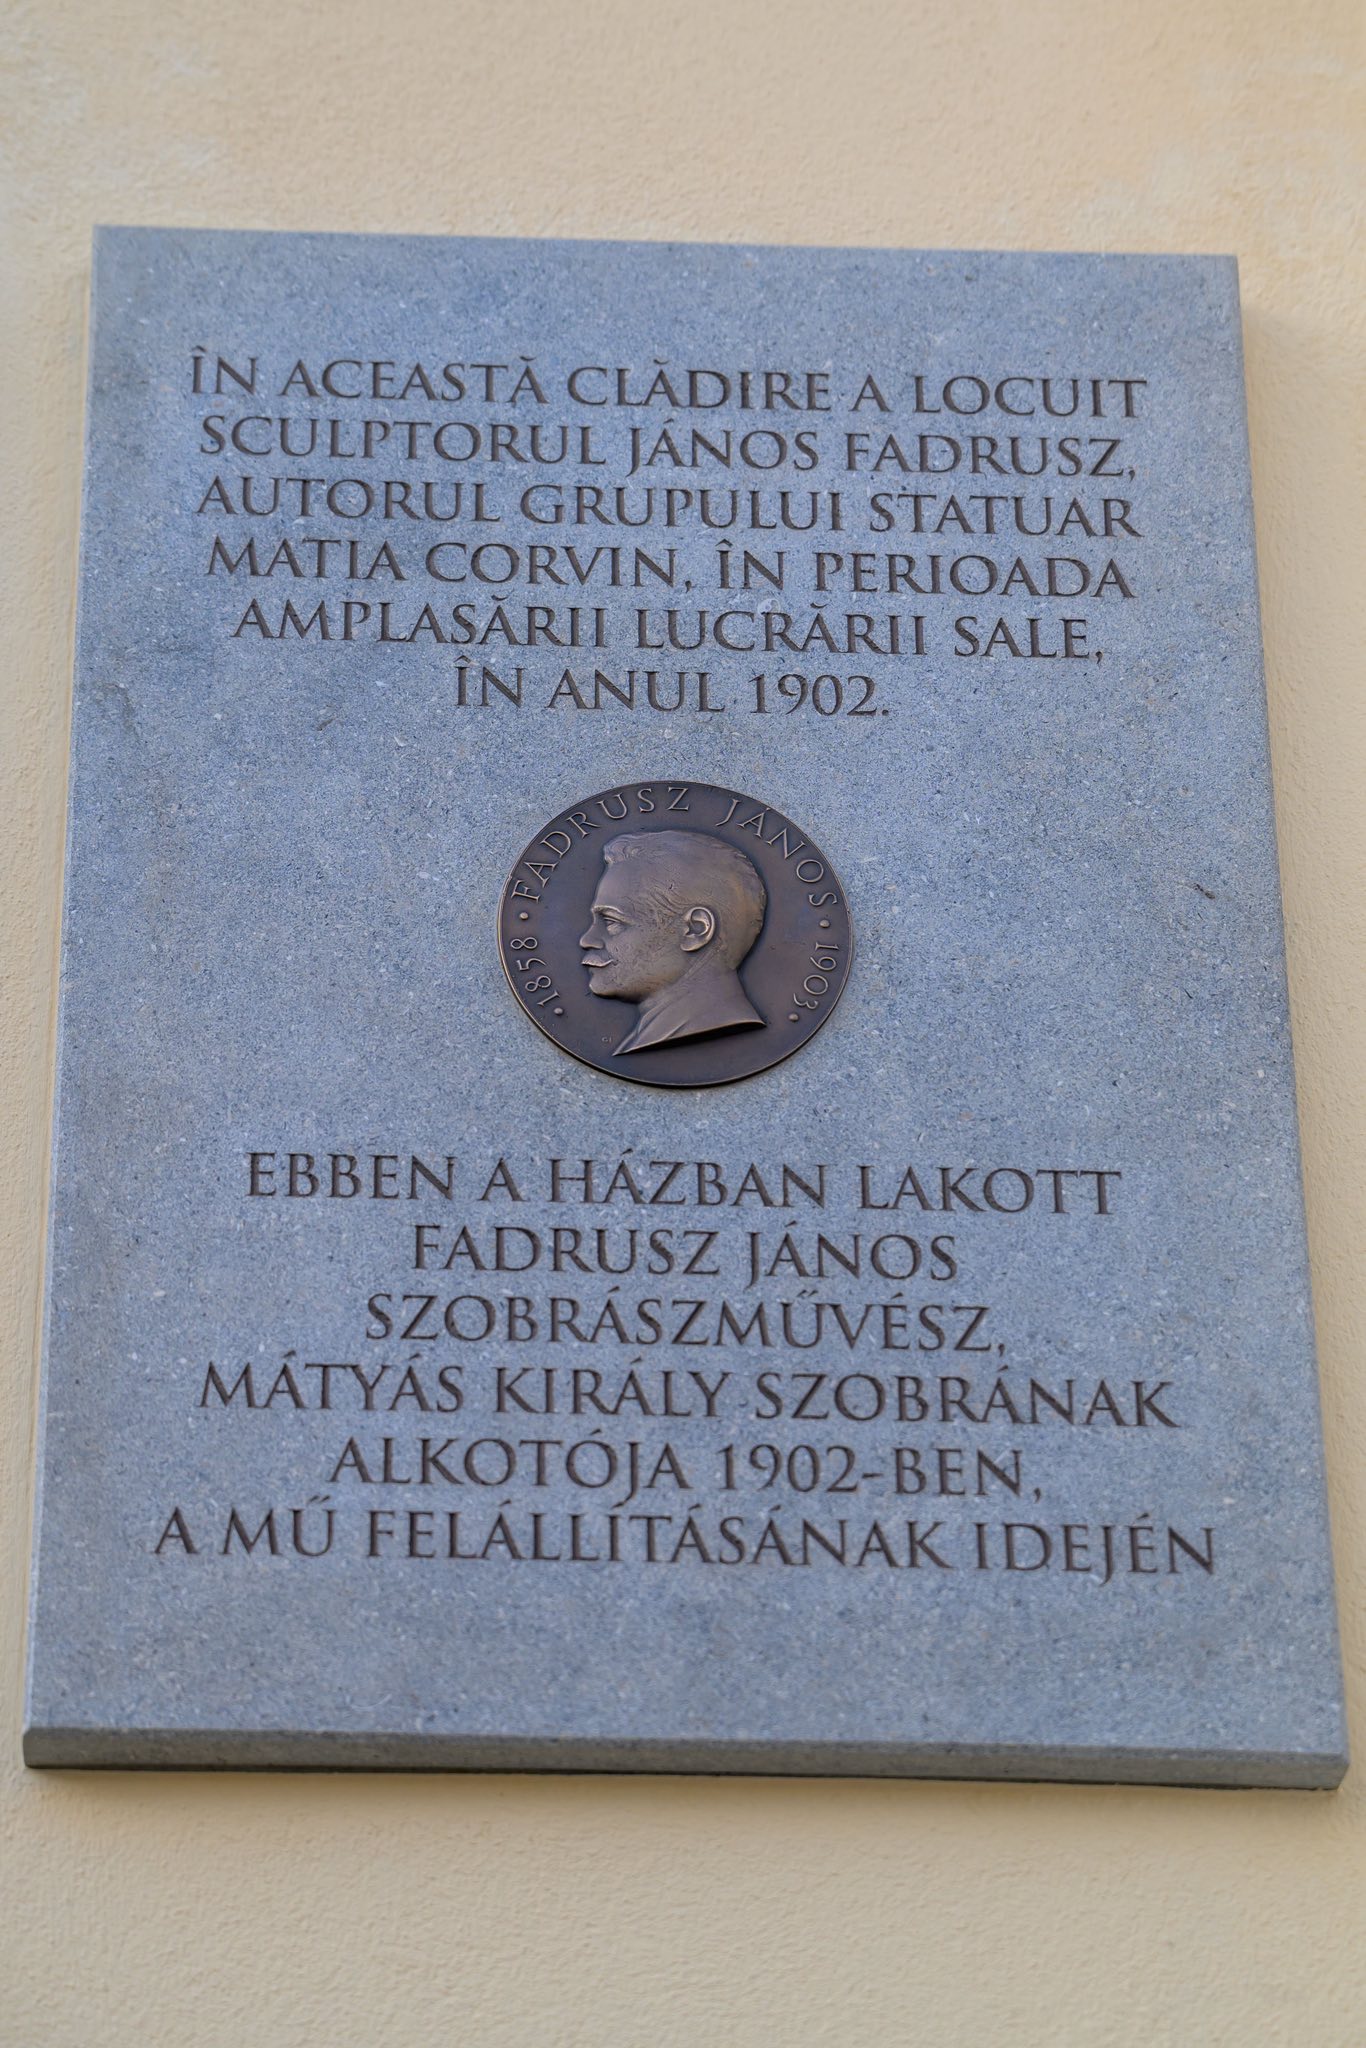 ÎN ACEASTĂ CLĂDIRE A LOCUIT
SCULPTORUL JÁNOS FADRUSZ,
AUTORUL GRUPULUI STATUAR
MATIA CORVIN, ÎN PERIOADA
AMPLASĂRII LUCRĂRII SALE,
ÎN ANUL 1902.
1858 · FADRUSZ JÁNOS · 1903
GI
EBBEN A HÁZBAN LAKOTT
FADRUSZ JÁNOS
SZOBRÁSZMŰVÉSZ,
MÁTYÁS KIRÁLY SZOBRÁNAK
ALKOTÓJA 1902-BEN,
A MŰ FELÁLLÍTÁSÁNAK IDEJÉN